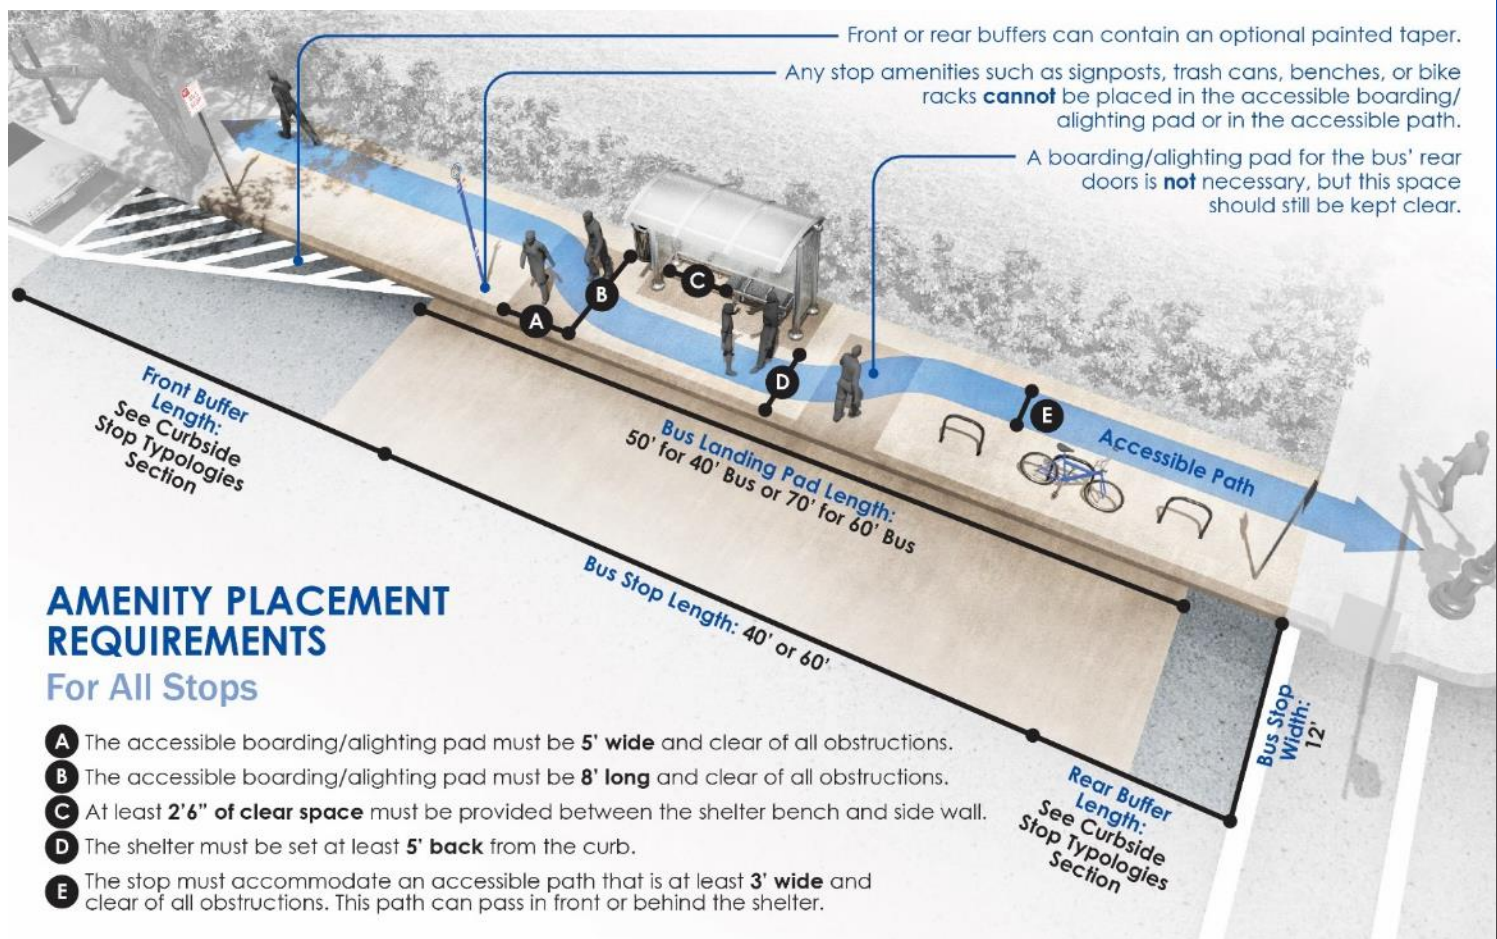 Front or rear buffers can contain an optional painted taper.
Any stop amenities such as signposts, trash cans, benches, or bike
racks cannot be placed in the accessible boarding/
alighting pad or in the accessible path.
A boarding/alighting pad for the bus' rear
doors is not necessary, but this space
should still be kept clear.
C
B
A
D
E
Accessible Path
Front Buffer
Length:
See Curbside
Stop Typologies
Section
Bus Landing Pad Length:
50' for 40' Bus or 70' for 60' Bus
Bus Stop Length: 40' or 60'
Bus Stop
Width:
12'
Rear Buffer
Length:
See Curbside
Stop Typologies
Section
AMENITY PLACEMENT
REQUIREMENTS
For All Stops
A The accessible boarding/alighting pad must be 5' wide and clear of all obstructions.
B The accessible boarding/alighting pad must be 8' long and clear of all obstructions.
C At least 2'6" of clear space must be provided between the shelter bench and side wall.
D The shelter must be set at least 5' back from the curb.
E The stop must accommodate an accessible path that is at least 3' wide and
clear of all obstructions. This path can pass in front or behind the shelter.